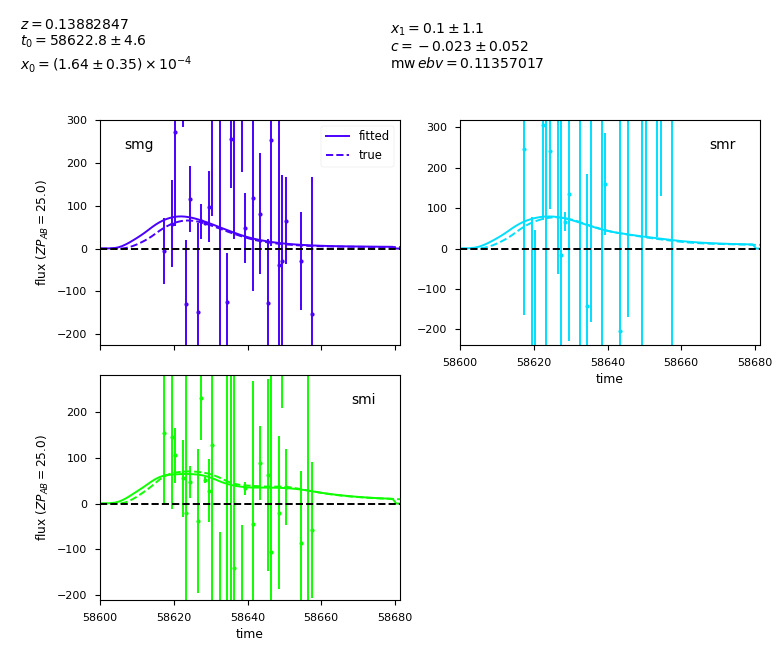 z = 0.13882847
t₀ = 58622.8 ± 4.6
x₀ = (1.64 ± 0.35) × 10⁻⁴
x₁ = 0.1 ± 1.1
c = −0.023 ± 0.052
mw ebv = 0.11357017
smg
fitted
true
300
200
100
0
−100
−200
flux (ZP_AB = 25.0)
smr
300
200
100
0
−100
−200
58600 58620 58640 58660 58680
time
smi
200
100
0
−100
−200
flux (ZP_AB = 25.0)
58600 58620 58640 58660 58680
time